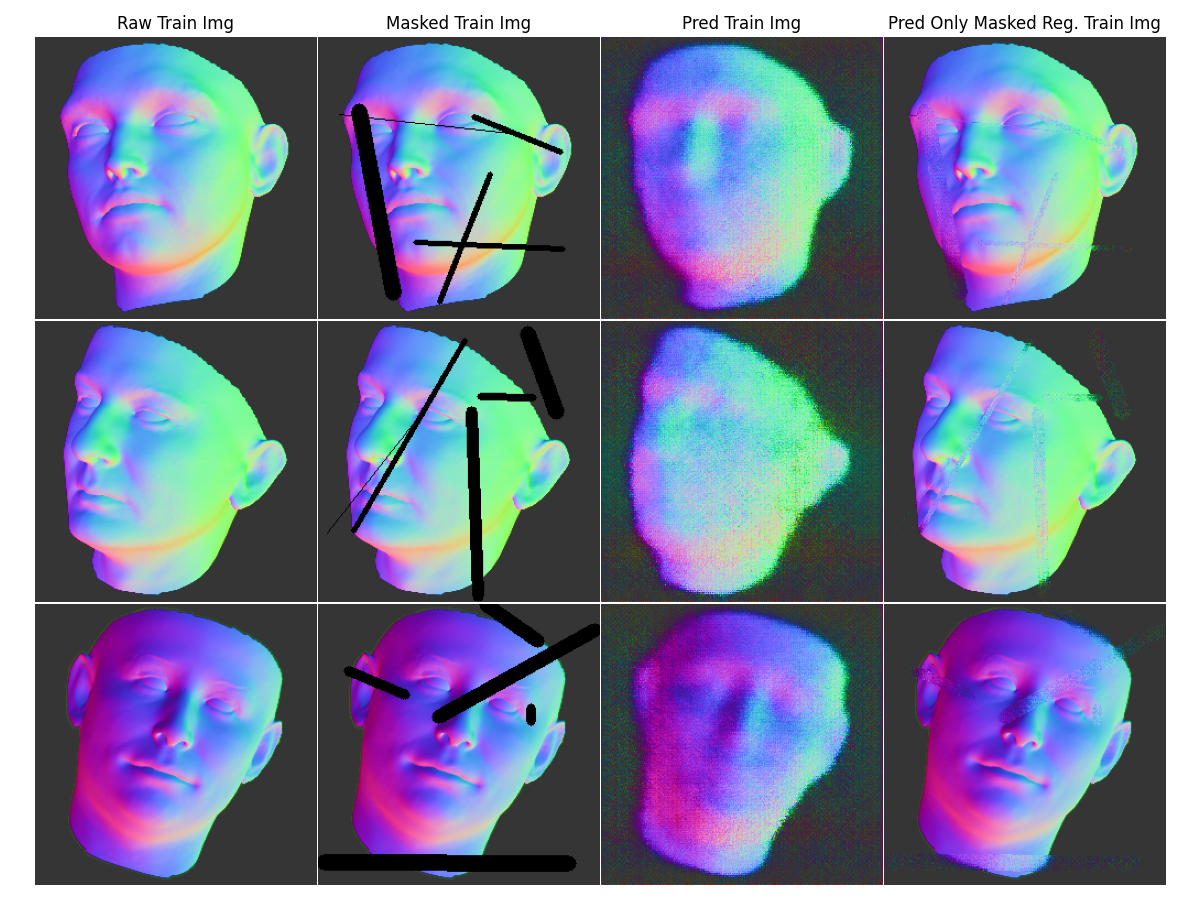 Raw Train Img
Masked Train Img
Pred Train Img
Pred Only Masked Reg. Train Img